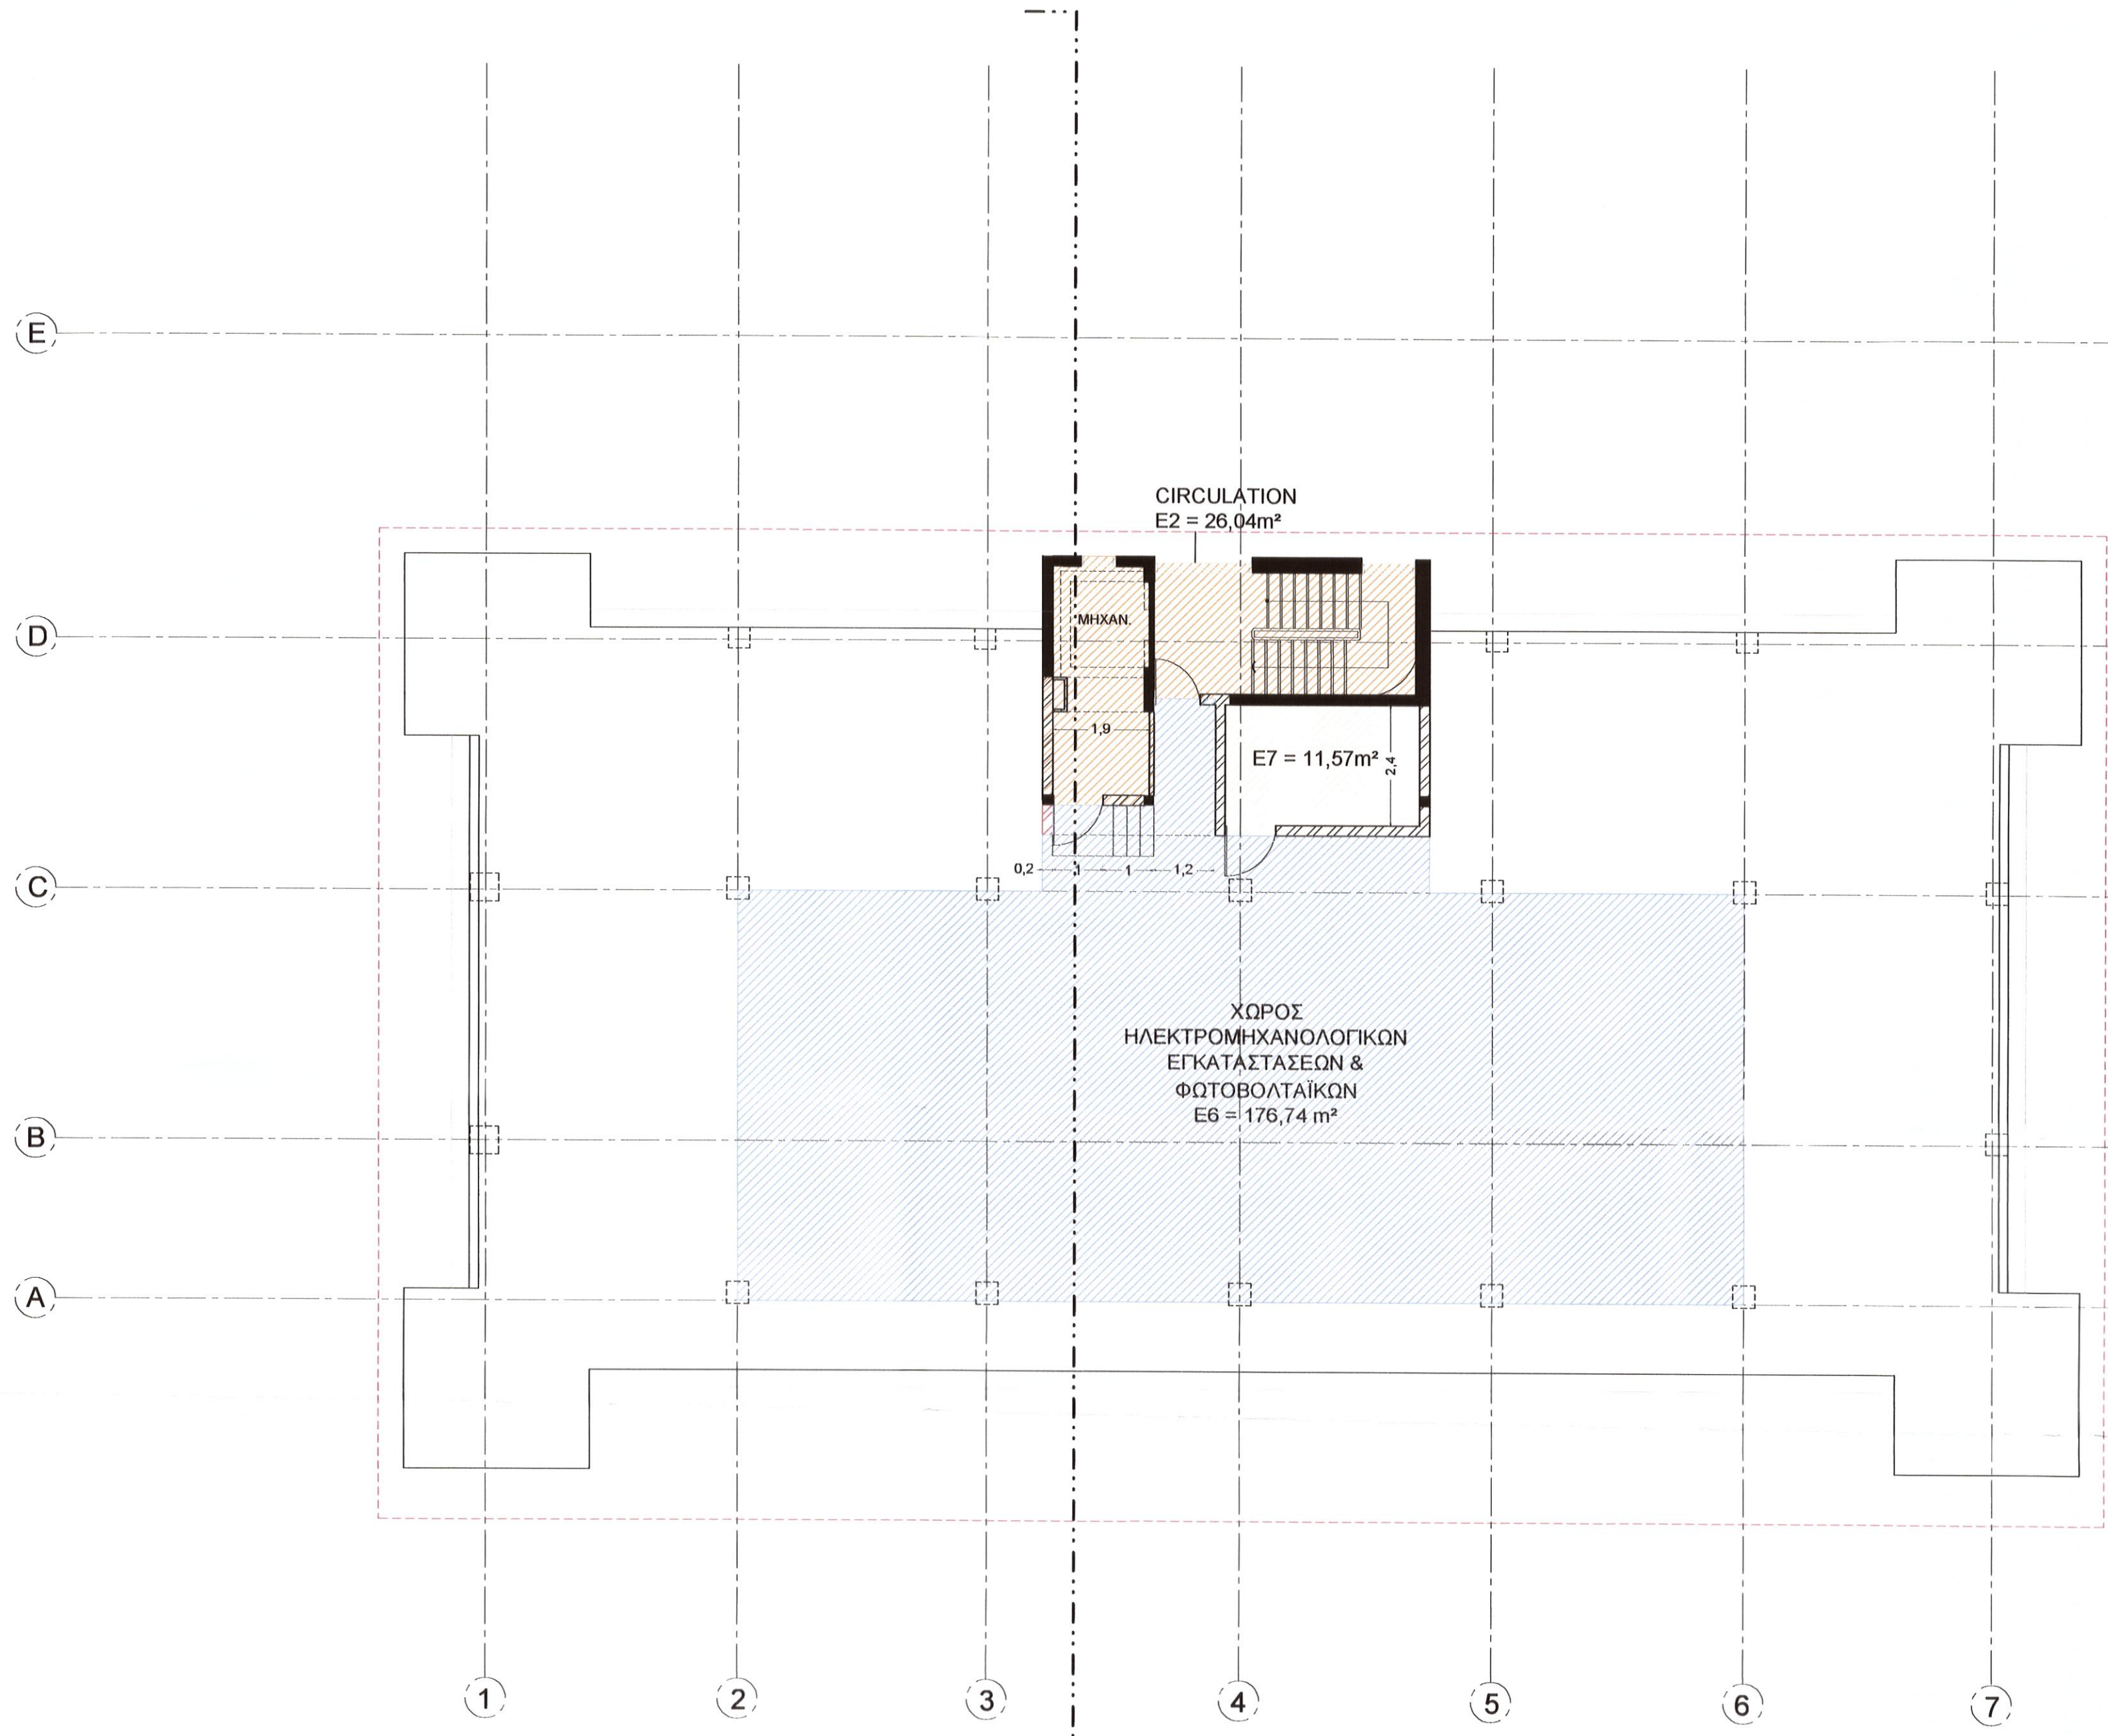 E
CIRCULATION
E2 = 26,04m²
D
ΜΗΧΑΝ.
1,9
E7 = 11,57m²
2,4
0,2
1
1
1,2
C
ΧΩΡΟΣ
ΗΛΕΚΤΡΟΜΗΧΑΝΟΛΟΓΙΚΩΝ
ΕΓΚΑΤΑΣΤΑΣΕΩΝ &
ΦΩΤΟΒΟΛΤΑΪΚΩΝ
E6 = 176,74 m²
B
A
1
2
3
4
5
6
7